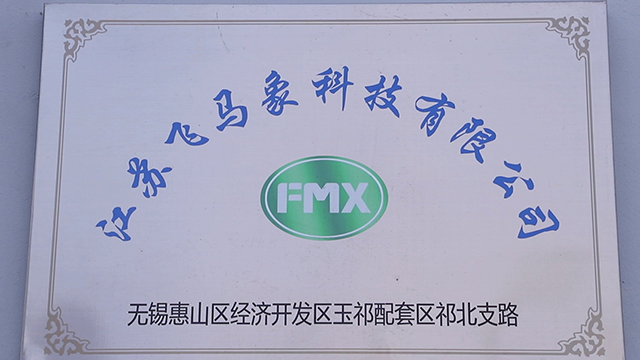 江苏飞马象科技有限公司
FMX
无锡惠山区经济开发区玉祁配套区祁北支路